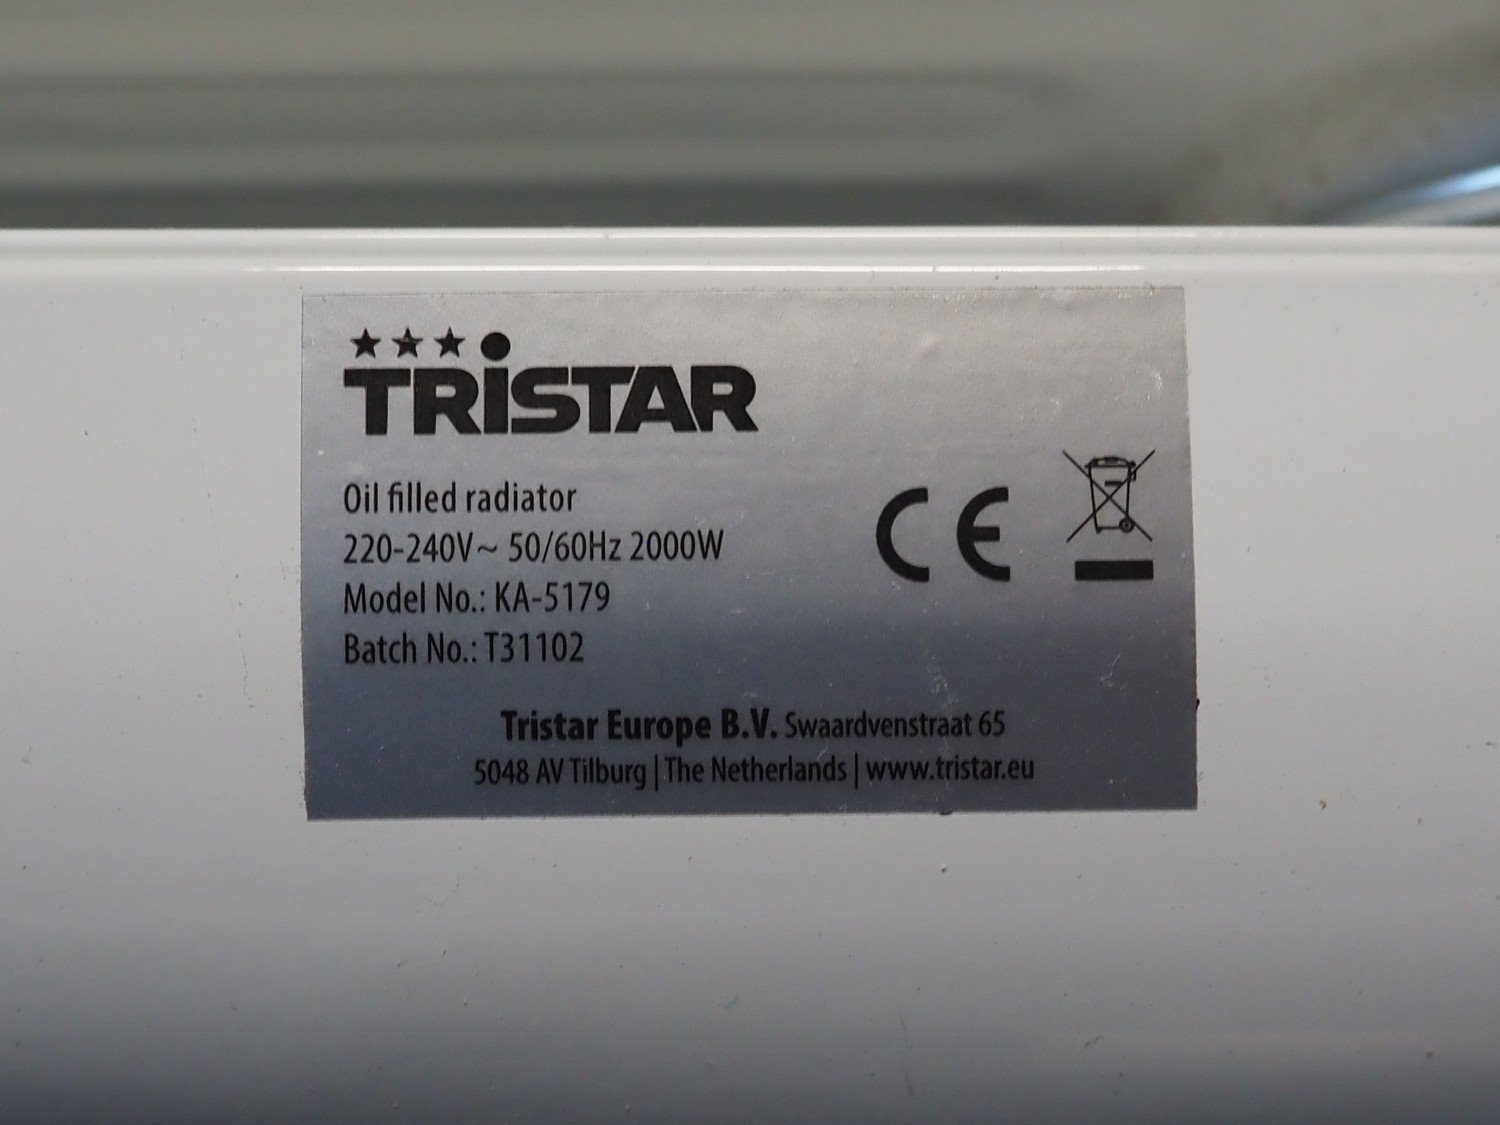 TRiSTAR
Oil filled radiator
220-240V~ 50/60Hz 2000W
Model No.: KA-5179
Batch No.: T31102
CE
Tristar Europe B.V. Swaardvenstraat 65
5048 AV Tilburg | The Netherlands | www.tristar.eu